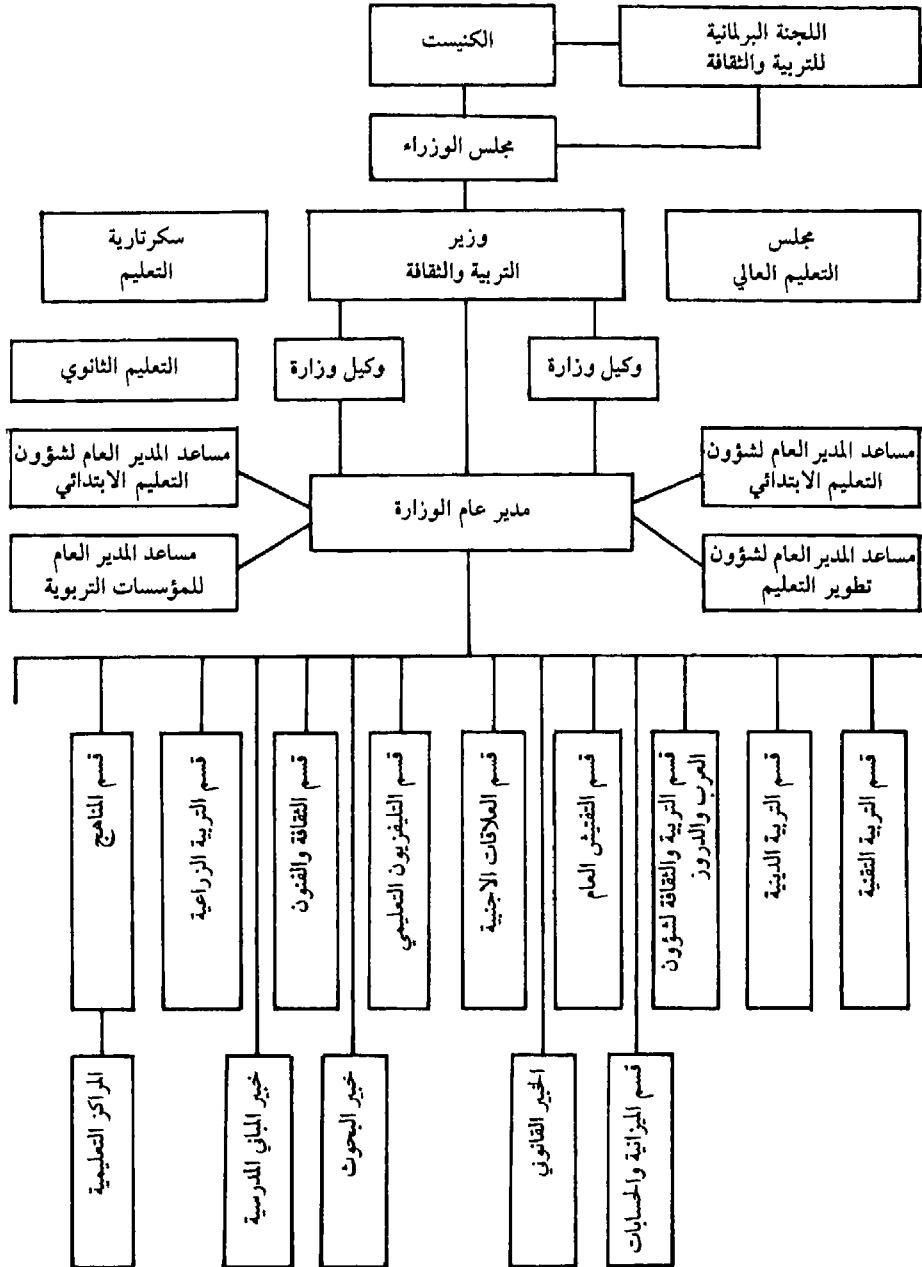 اللجنة البرلمانية
للتربية والثقافة
الكنيست
مجلس الوزراء
مجلس
التعليم العالي
وزير
التربية والثقافة
سكرتارية
التعليم
وكيل وزارة
وكيل وزارة
التعليم الثانوي
مساعد المدير العام لشؤون
التعليم الابتدائي
مدير عام الوزارة
مساعد المدير العام لشؤون
التعليم الابتدائي
مساعد المدير العام لشؤون
تطوير التعليم
مساعد المدير العام
للمؤسسات التربوية
قسم التربية التقنية
قسم التربية الدينية
قسم التربية والثقافة لشؤون
العرب والدروز
قسم التفتيش العام
قسم العلاقات الاجنبية
قسم التليفزيون التعليمي
قسم الثقافة والفنون
قسم التربية الزراعية
قسم المناهج
قسم الميزانية والحسابات
الخبير القانوني
خبير البحوث
خبير المباني المدرسية
المراكز التعليمية